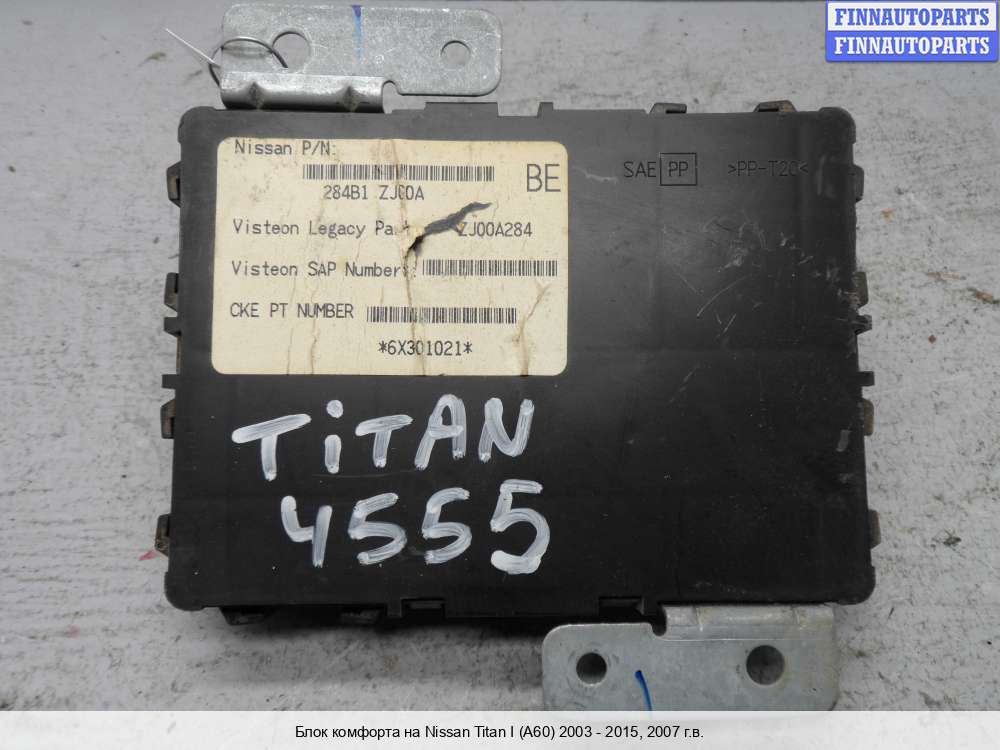 FINNAUTOPARTS
FINNAUTOPARTS
Nissan P/N:
284B1 ZJ00A
BE
SAE PP >PP-T20<
Visteon Legacy Part ZJ00A284
Visteon SAP Number:
CKE PT NUMBER
*6X301021*
TiTAN
4555
Блок комфорта на Nissan Titan I (A60) 2003 - 2015, 2007 г.в.